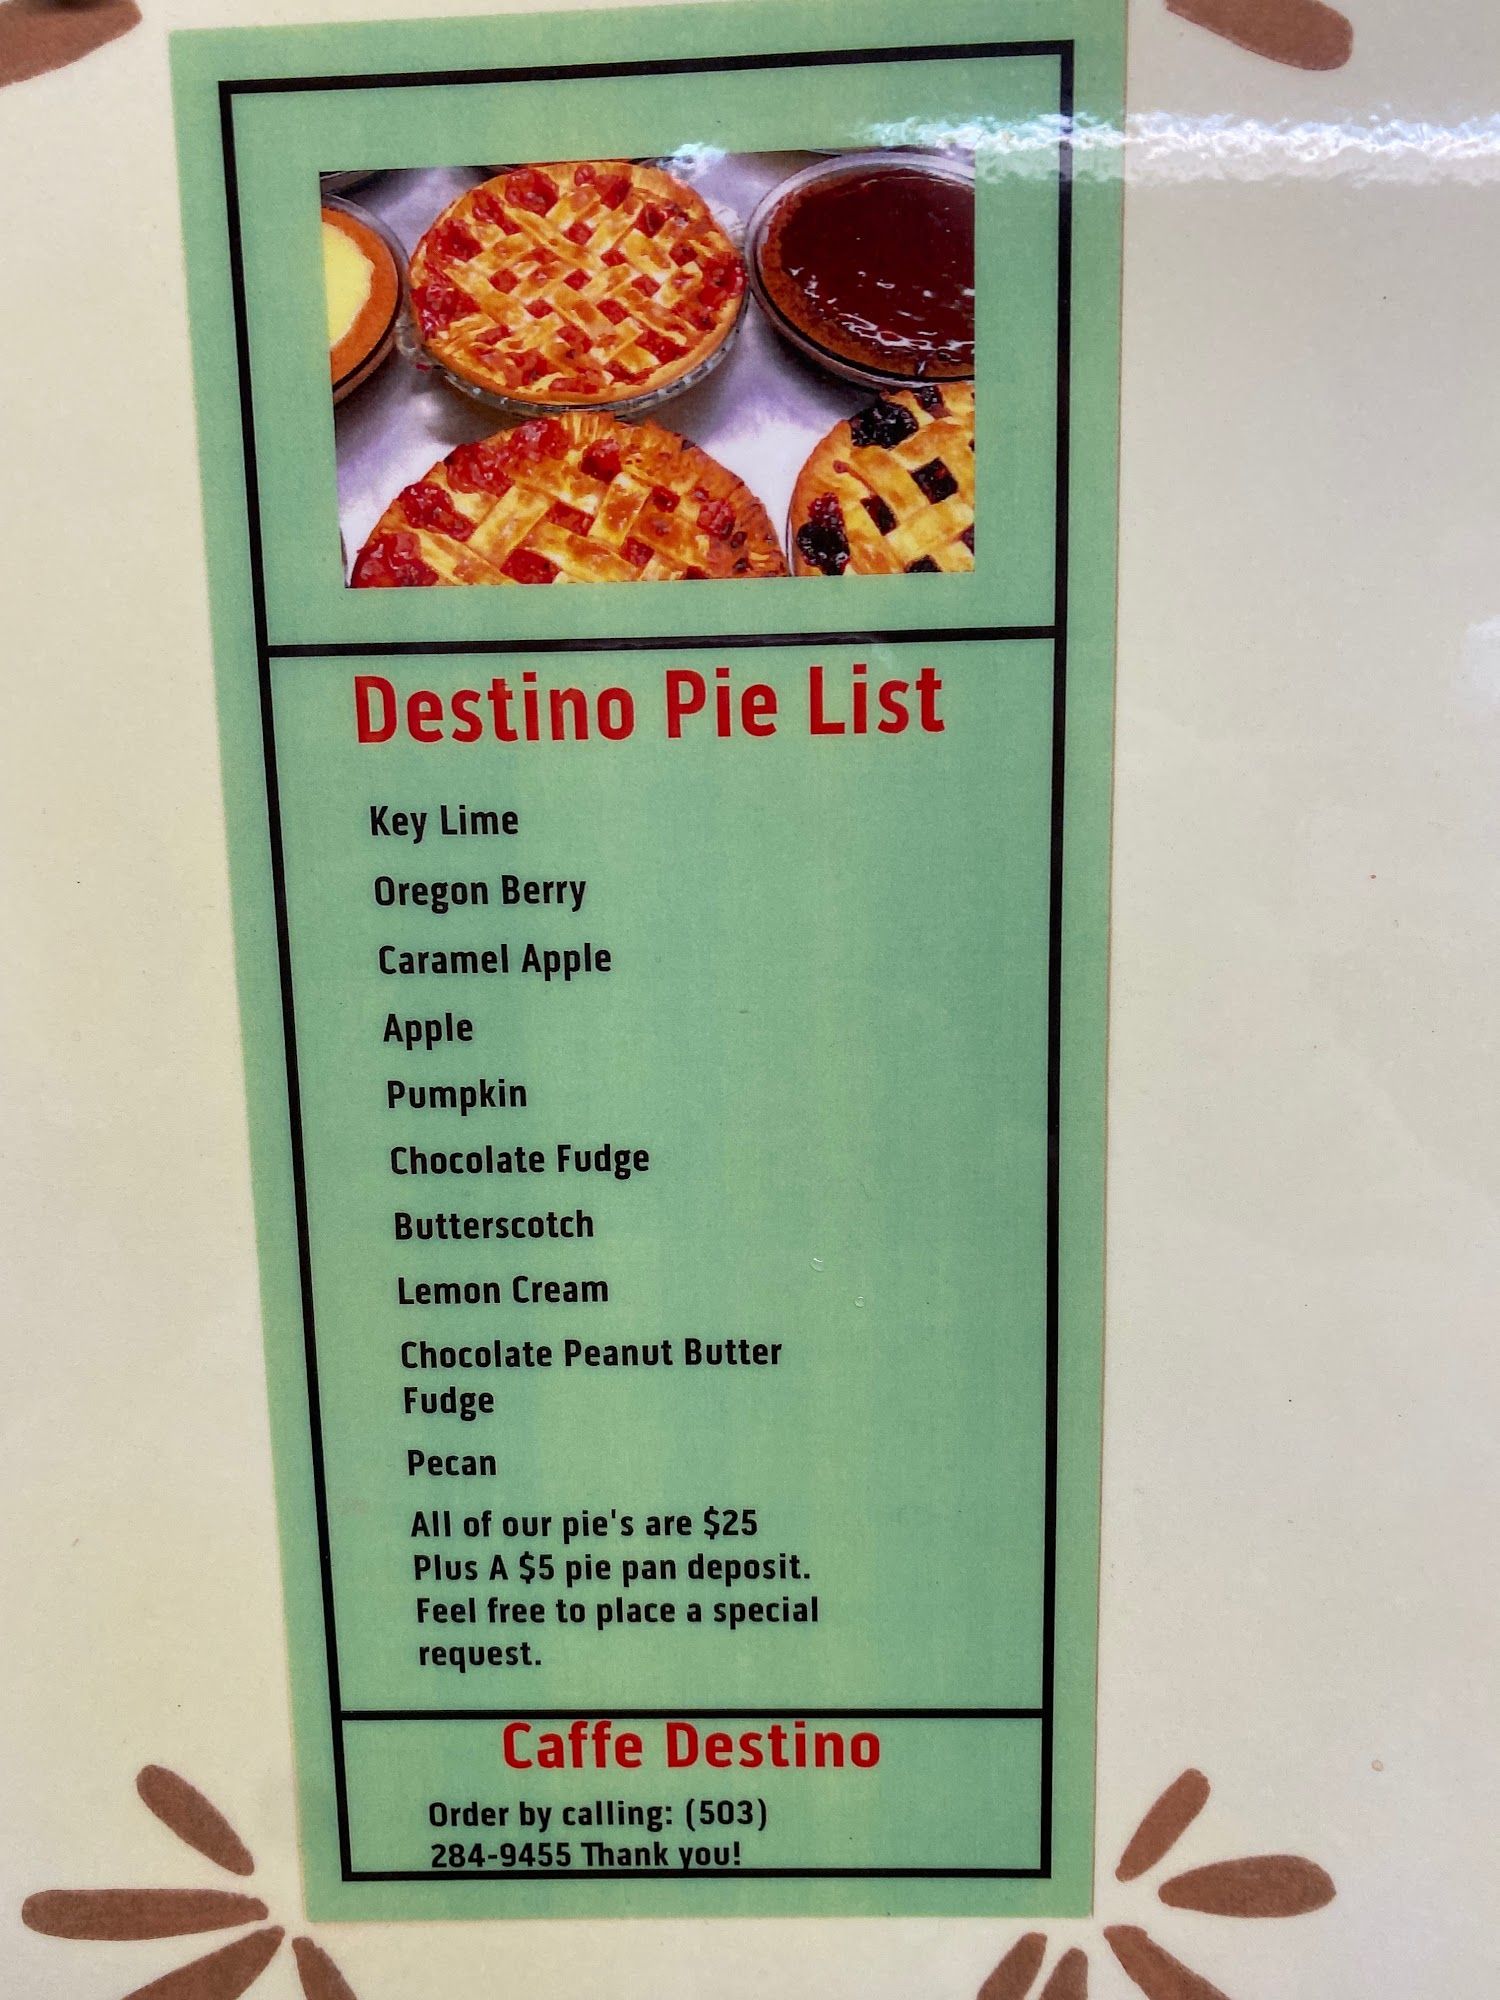 Destino Pie List
Key Lime
Oregon Berry
Caramel Apple
Apple
Pumpkin
Chocolate Fudge
Butterscotch
Lemon Cream
Chocolate Peanut Butter
Fudge
Pecan
All of our pie's are $25
Plus A $5 pie pan deposit.
Feel free to place a special
request.
Caffe Destino
Order by calling: (503)
284-9455 Thank you!